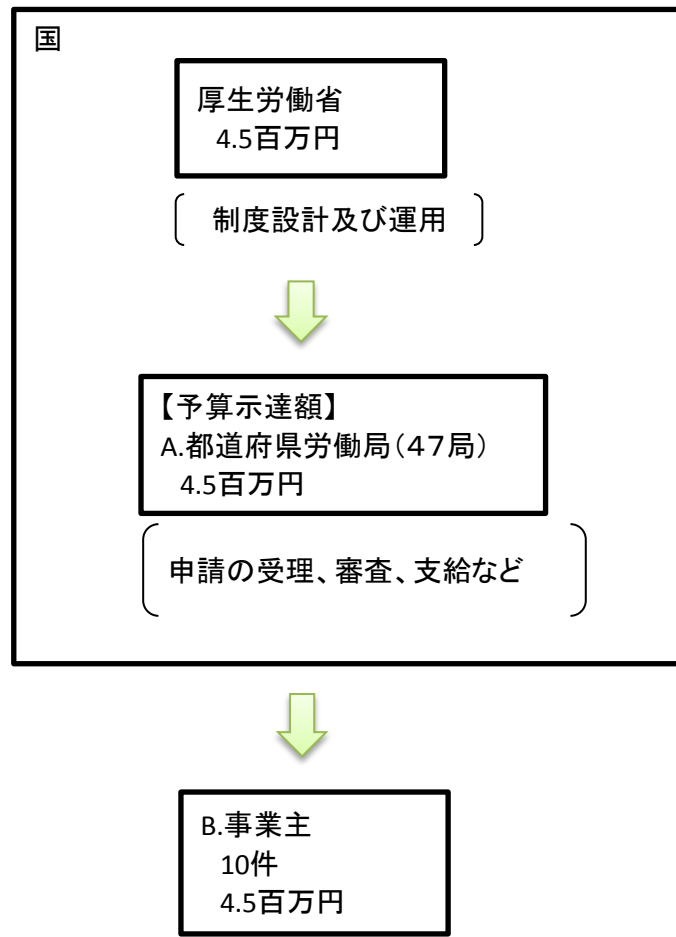 国
厚生労働省
4.5百万円
制度設計及び運用
【予算示達額】
A.都道府県労働局(47局)
4.5百万円
申請の受理、審査、支給など
B.事業主
10件
4.5百万円